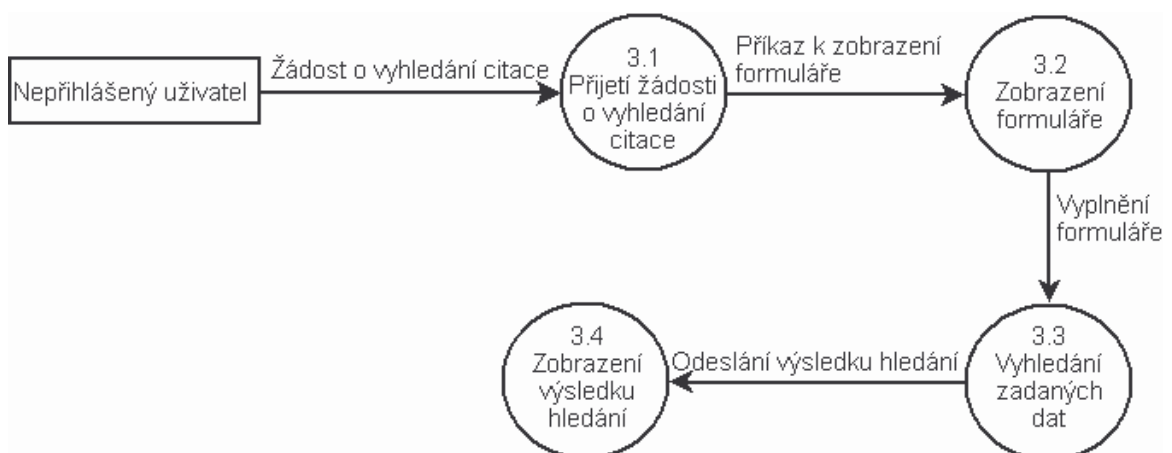 Nepřihlášený uživatel
Žádost o vyhledání citace
3.1
Přijetí žádosti
o vyhledání
citace
Příkaz k zobrazení
formuláře
3.2
Zobrazení
formuláře
Vyplnění
formuláře
3.3
Vyhledání
zadaných
dat
Odeslání výsledku hledání
3.4
Zobrazení
výsledku
hledání